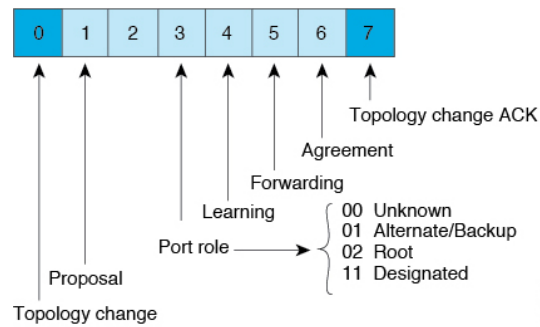 0 1 2 3 4 5 6 7
Topology change ACK
Agreement
Forwarding
Learning
00 Unknown
01 Alternate/Backup
02 Root
11 Designated
Port role
Proposal
Topology change